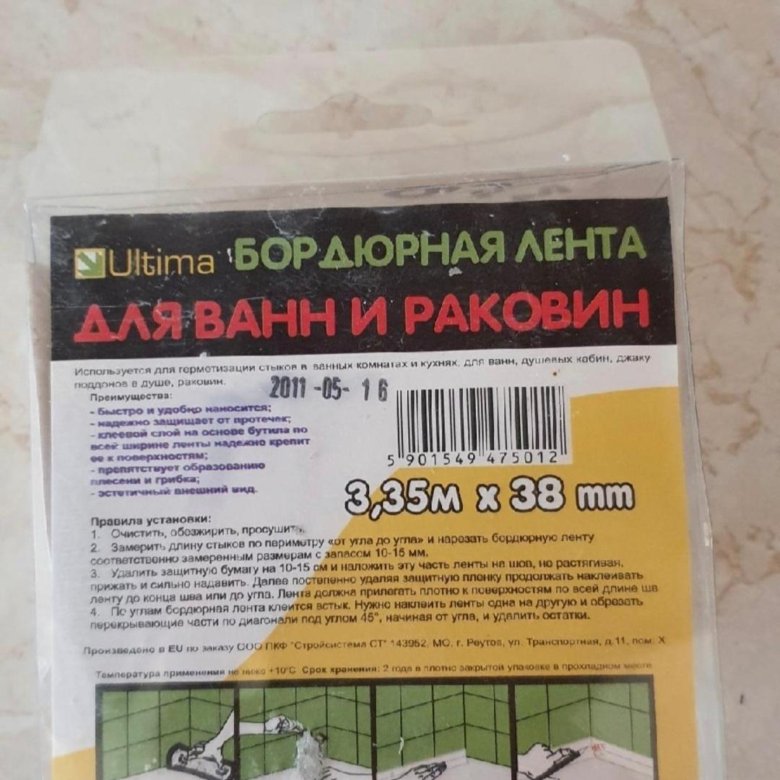 Ultima БОРДЮРНАЯ ЛЕНТА
ДЛЯ ВАНН И РАКОВИН
Используется для герметизации стыков в ванных комнатах и кухнях, для ванн, душевых кабин, джаку
поддонов в душе, раковин.
2011-05-16
Преимущества:
- быстро и удобно наносится;
- надежно защищает от протечек;
- клеевой слой на основе бутила по
всей ширине ленты надежно крепит
ее к поверхностям;
- препятствует образованию
плесени и грибка;
- эстетичный внешний вид.
5 901549 475012
3,35м x 38 mm
Правила установки:
1. Очистить, обезжирить, просушить.
2. Замерить длину стыков по периметру «от угла до угла» и нарезать бордюрную ленту
соответственно замеренным размерам с запасом 10-15 мм.
3. Удалить защитную бумагу на 10-15 см и наложить эту часть ленты на шов, но растягивая,
прижать и сильно надавить. Далее постепенно удаляя защитную пленку продолжать наклеивать
ленту до конца шва или до угла. Лента должна прилегать плотно к поверхностям по всей длине шва
4. По углам бордюрная лента клеится встык. Нужно наклеить ленты одна на другую и обрезать
перекрывающие части по диагонали под углом 45°, начиная от угла, и удалить остатки.
Произведено в EU по заказу ООО ПКФ "Стройсистема СТ" 143952, МО, г. Реутов, ул. Транспортная, д.11, пом. X
Температура применения не ниже +10°C Срок хранения: 2 года в плотно закрытой упаковке в прохладном месте